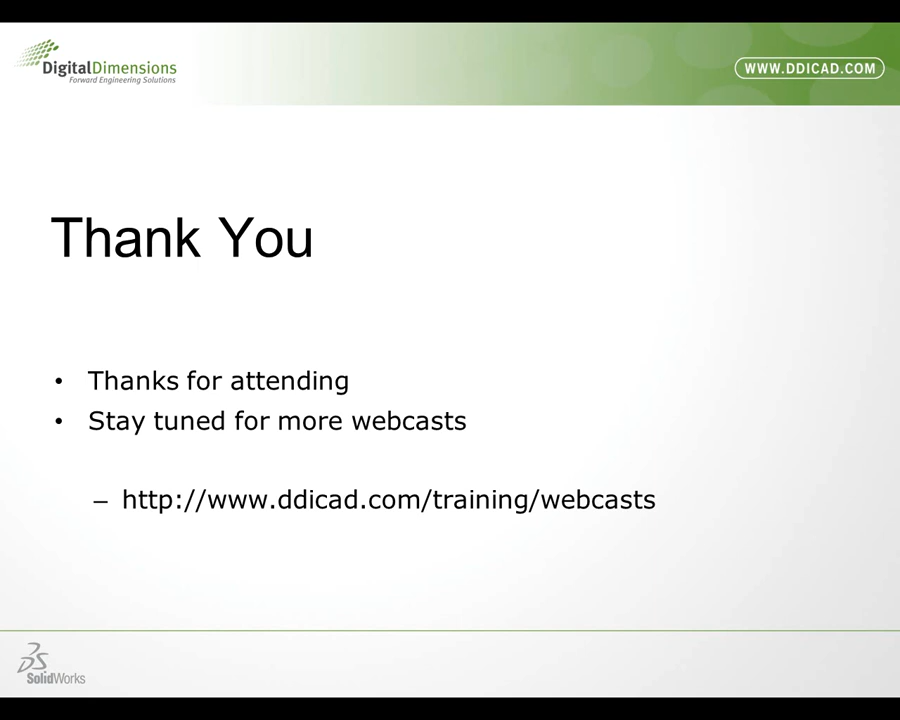 DigitalDimensions
Forward Engineering Solutions
WWW.DDICAD.COM
Thank You
• Thanks for attending
• Stay tuned for more webcasts
– http://www.ddicad.com/training/webcasts
DS
SolidWorks